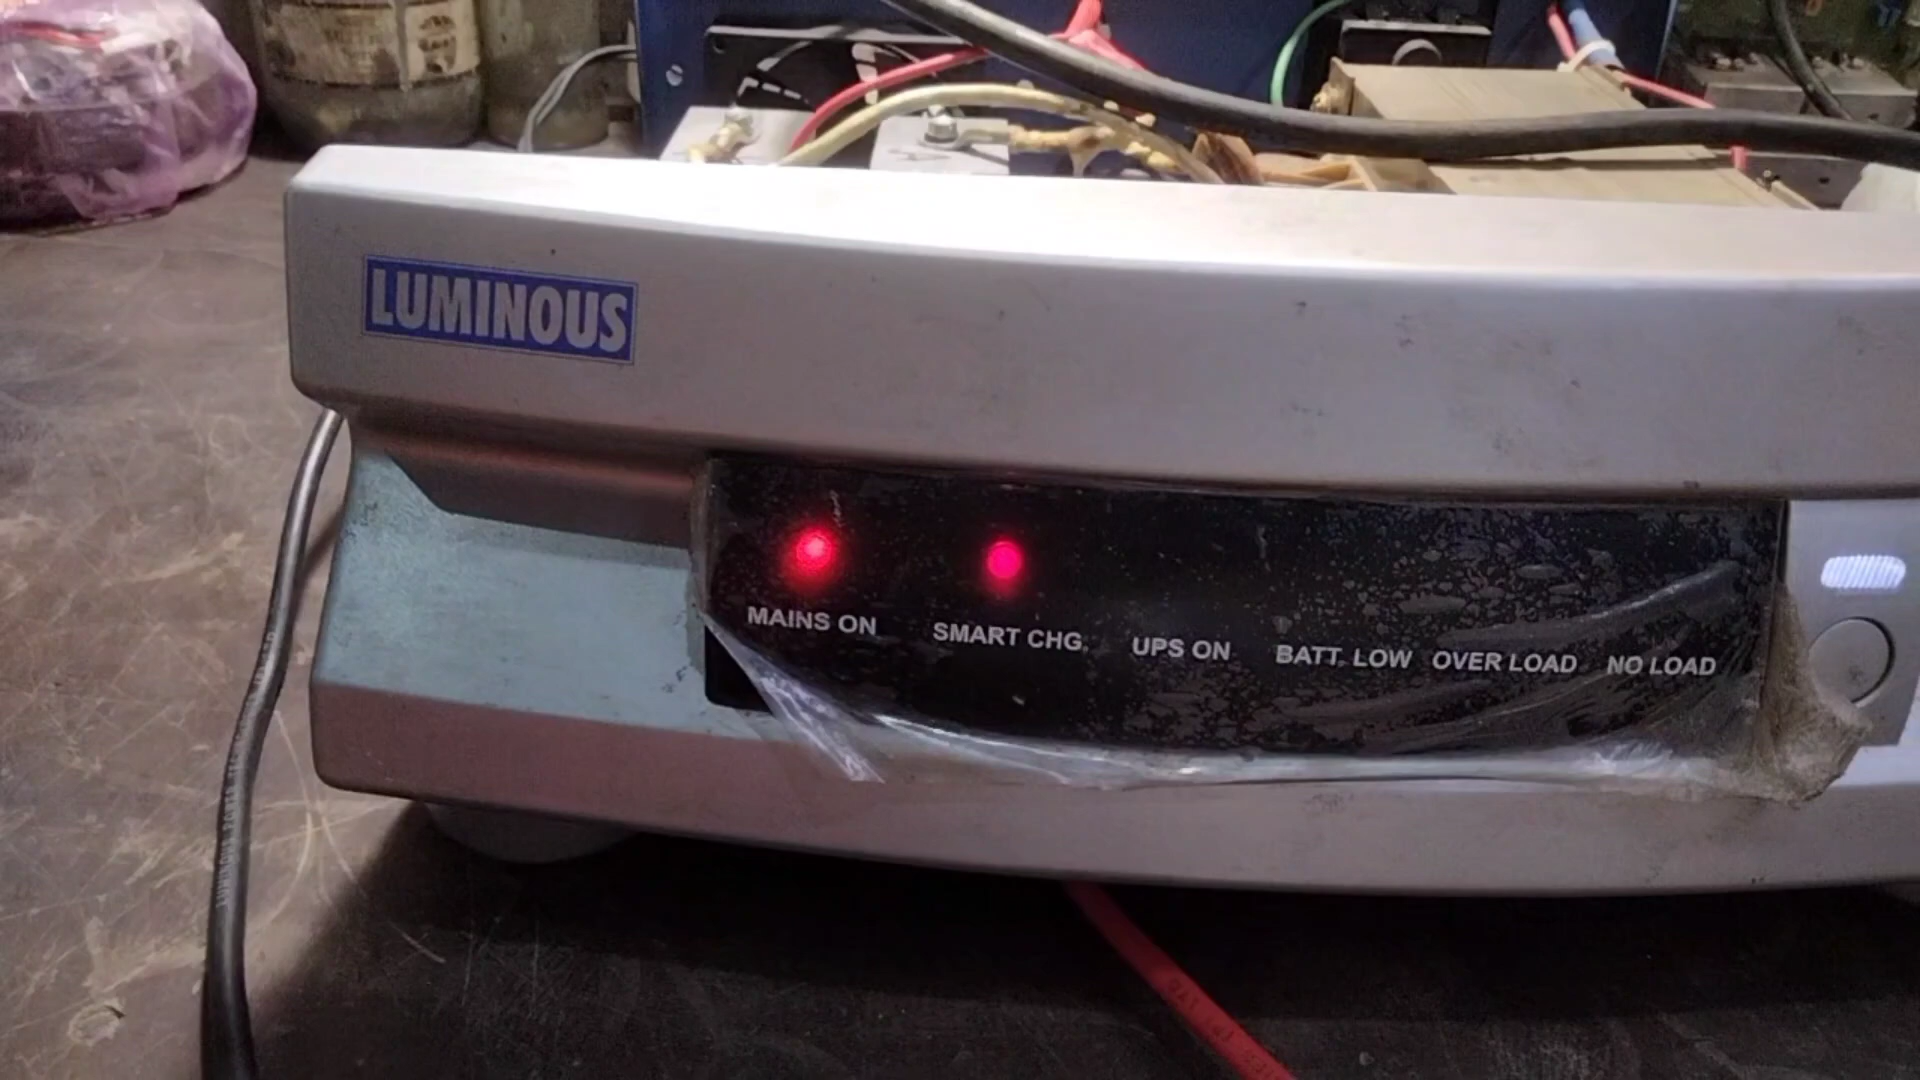 LUMINOUS
MAINS ON
SMART CHG.
UPS ON
BATT. LOW
OVER LOAD
NO LOAD